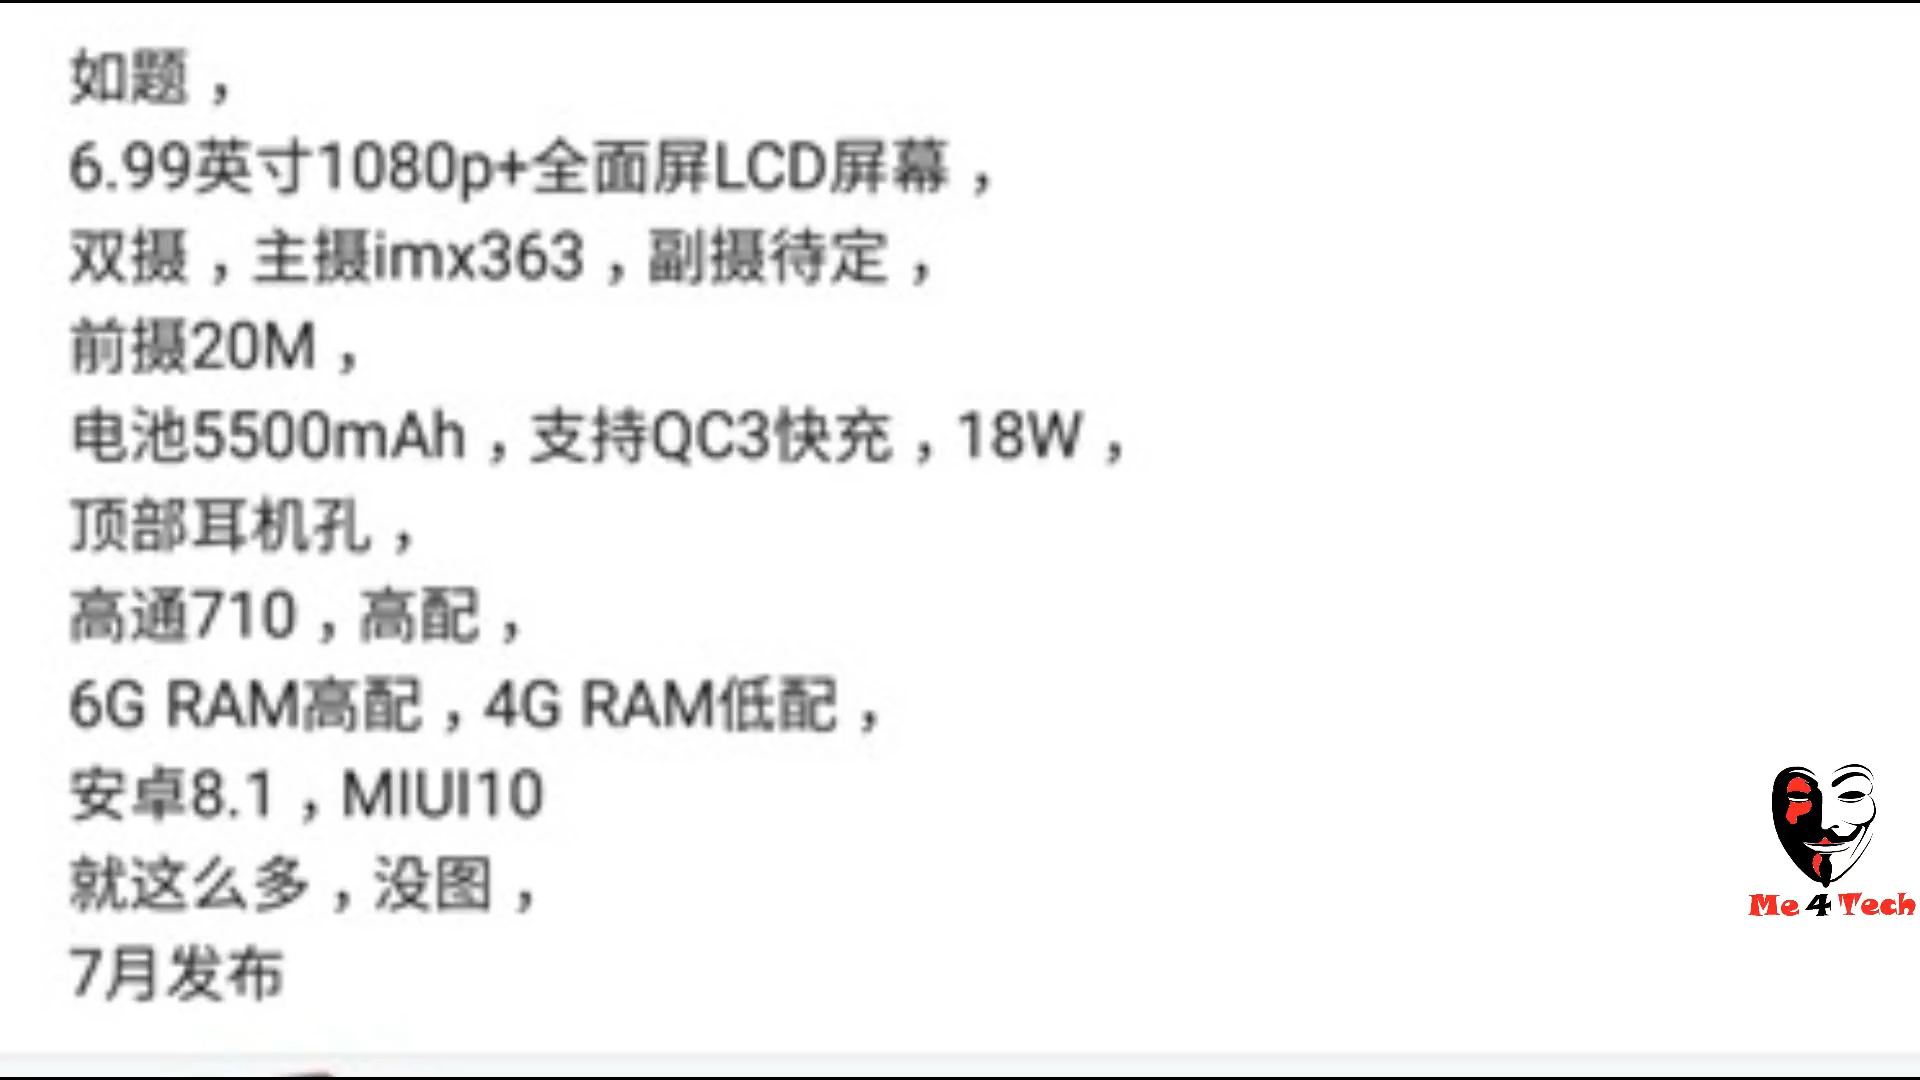 如题，
6.99英寸1080p+全面屏LCD屏幕，
双摄，主摄imx363，副摄待定，
前摄20M，
电池5500mAh，支持QC3快充，18W，
顶部耳机孔，
高通710，高配，
6G RAM高配，4G RAM低配，
安卓8.1，MIUI10
就这么多，没图，
7月发布
Me 4 Tech